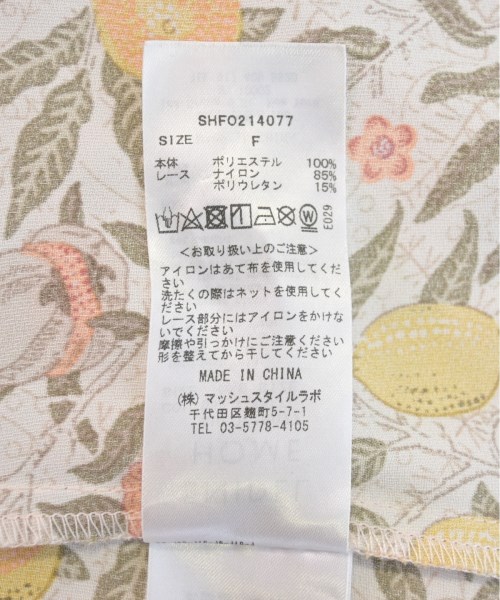 SHFO214077
SIZE F
本体 ポリエステル 100%
レース ナイロン 85%
ポリウレタン 15%
E029
<お取り扱い上のご注意>
アイロンはあて布を使用してくだ
さい
洗たくの際はネットを使用してくだ
さい
レース部分にはアイロンをかけな
いでください
摩擦や引っかけにご注意ください
形を整えてから干してください
MADE IN CHINA
(株)マッシュスタイルラボ
千代田区麹町5-7-1
TEL 03-5778-4105